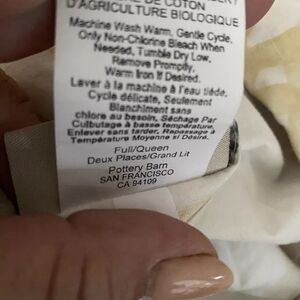 DE COTON
D'AGRICULTURE BIOLOGIQUE
Machine Wash Warm, Gentle Cycle,
Only Non-Chlorine Bleach When
Needed, Tumble Dry Low,
Remove Promptly,
Warm Iron If Desired.
Laver à la machine à l'eau tiède,
Cycle délicate, Seulement
Blanchiment sans
chlore au besoin, Séchage Par
Culbutage à basse température,
Enlever sans tarder, Repassage à
Température Moyenne si Désiré.
Full/Queen
Deux Places/Grand Lit
Pottery Barn
SAN FRANCISCO
CA 94109